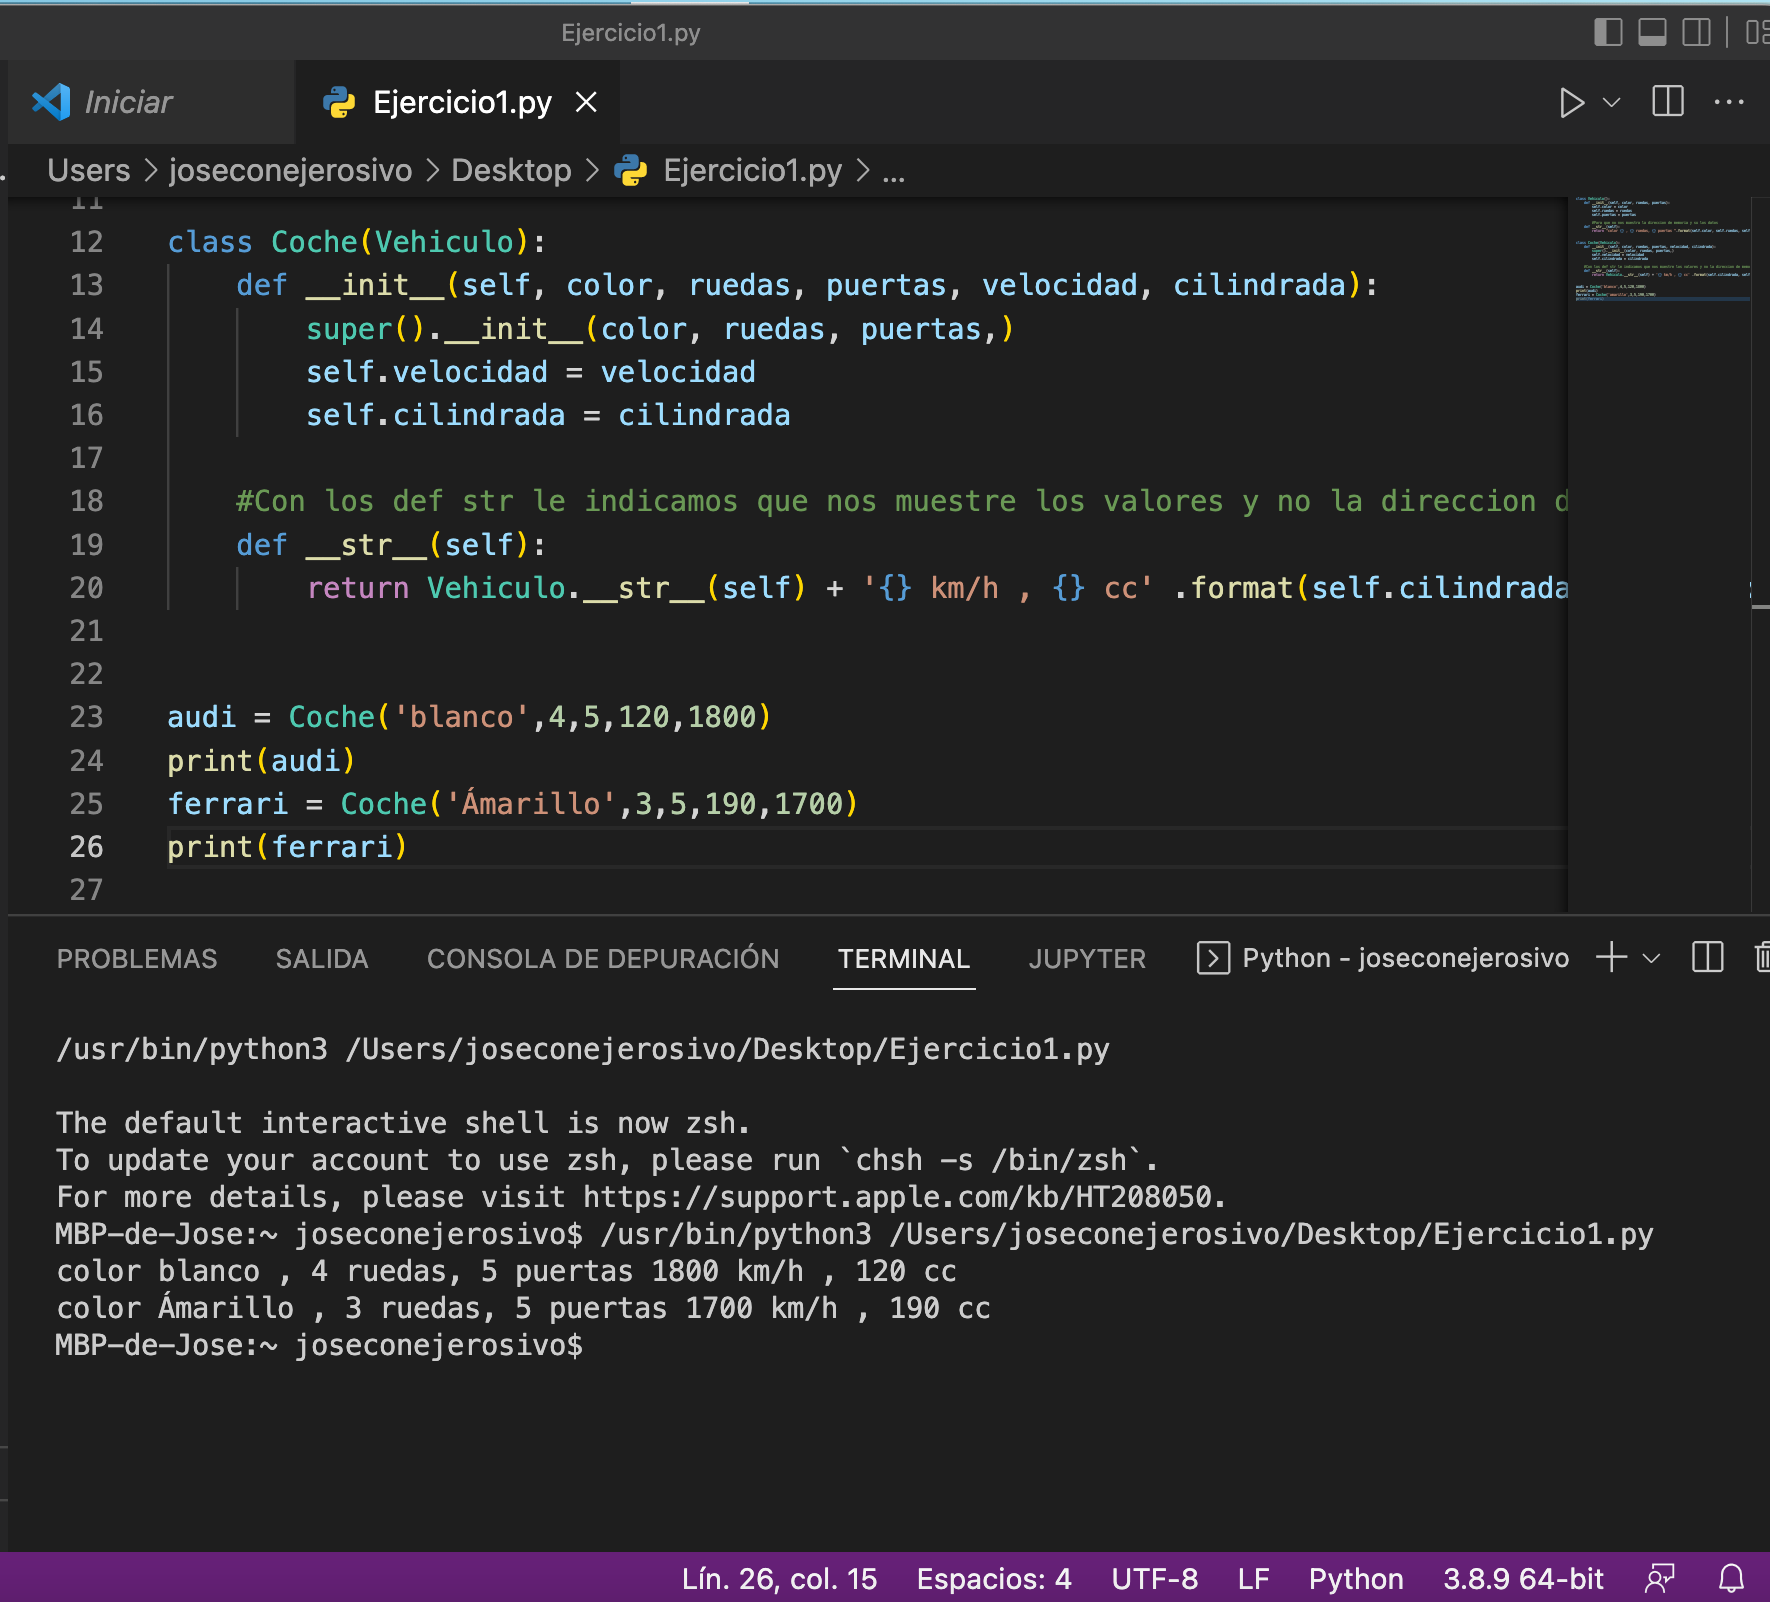 Ejercicio1.py
Iniciar
Ejercicio1.py
Users > joseconejerosivo > Desktop > Ejercicio1.py > ...
11
12 class Coche(Vehiculo):
13 def __init__(self, color, ruedas, puertas, velocidad, cilindrada):
14 super().__init__(color, ruedas, puertas,)
15 self.velocidad = velocidad
16 self.cilindrada = cilindrada
17
18 #Con los def str le indicamos que nos muestre los valores y no la direccion d
19 def __str__(self):
20 return Vehiculo.__str__(self) + '{} km/h , {} cc' .format(self.cilindrada
21
22
23 audi = Coche('blanco',4,5,120,1800)
24 print(audi)
25 ferrari = Coche('Ámarillo',3,5,190,1700)
26 print(ferrari)
27
PROBLEMAS SALIDA CONSOLA DE DEPURACIÓN TERMINAL JUPYTER Python - joseconejerosivo
/usr/bin/python3 /Users/joseconejerosivo/Desktop/Ejercicio1.py
The default interactive shell is now zsh.
To update your account to use zsh, please run `chsh -s /bin/zsh`.
For more details, please visit https://support.apple.com/kb/HT208050.
MBP-de-Jose:~ joseconejerosivo$ /usr/bin/python3 /Users/joseconejerosivo/Desktop/Ejercicio1.py
color blanco , 4 ruedas, 5 puertas 1800 km/h , 120 cc
color Ámarillo , 3 ruedas, 5 puertas 1700 km/h , 190 cc
MBP-de-Jose:~ joseconejerosivo$
Lín. 26, col. 15 Espacios: 4 UTF-8 LF Python 3.8.9 64-bit